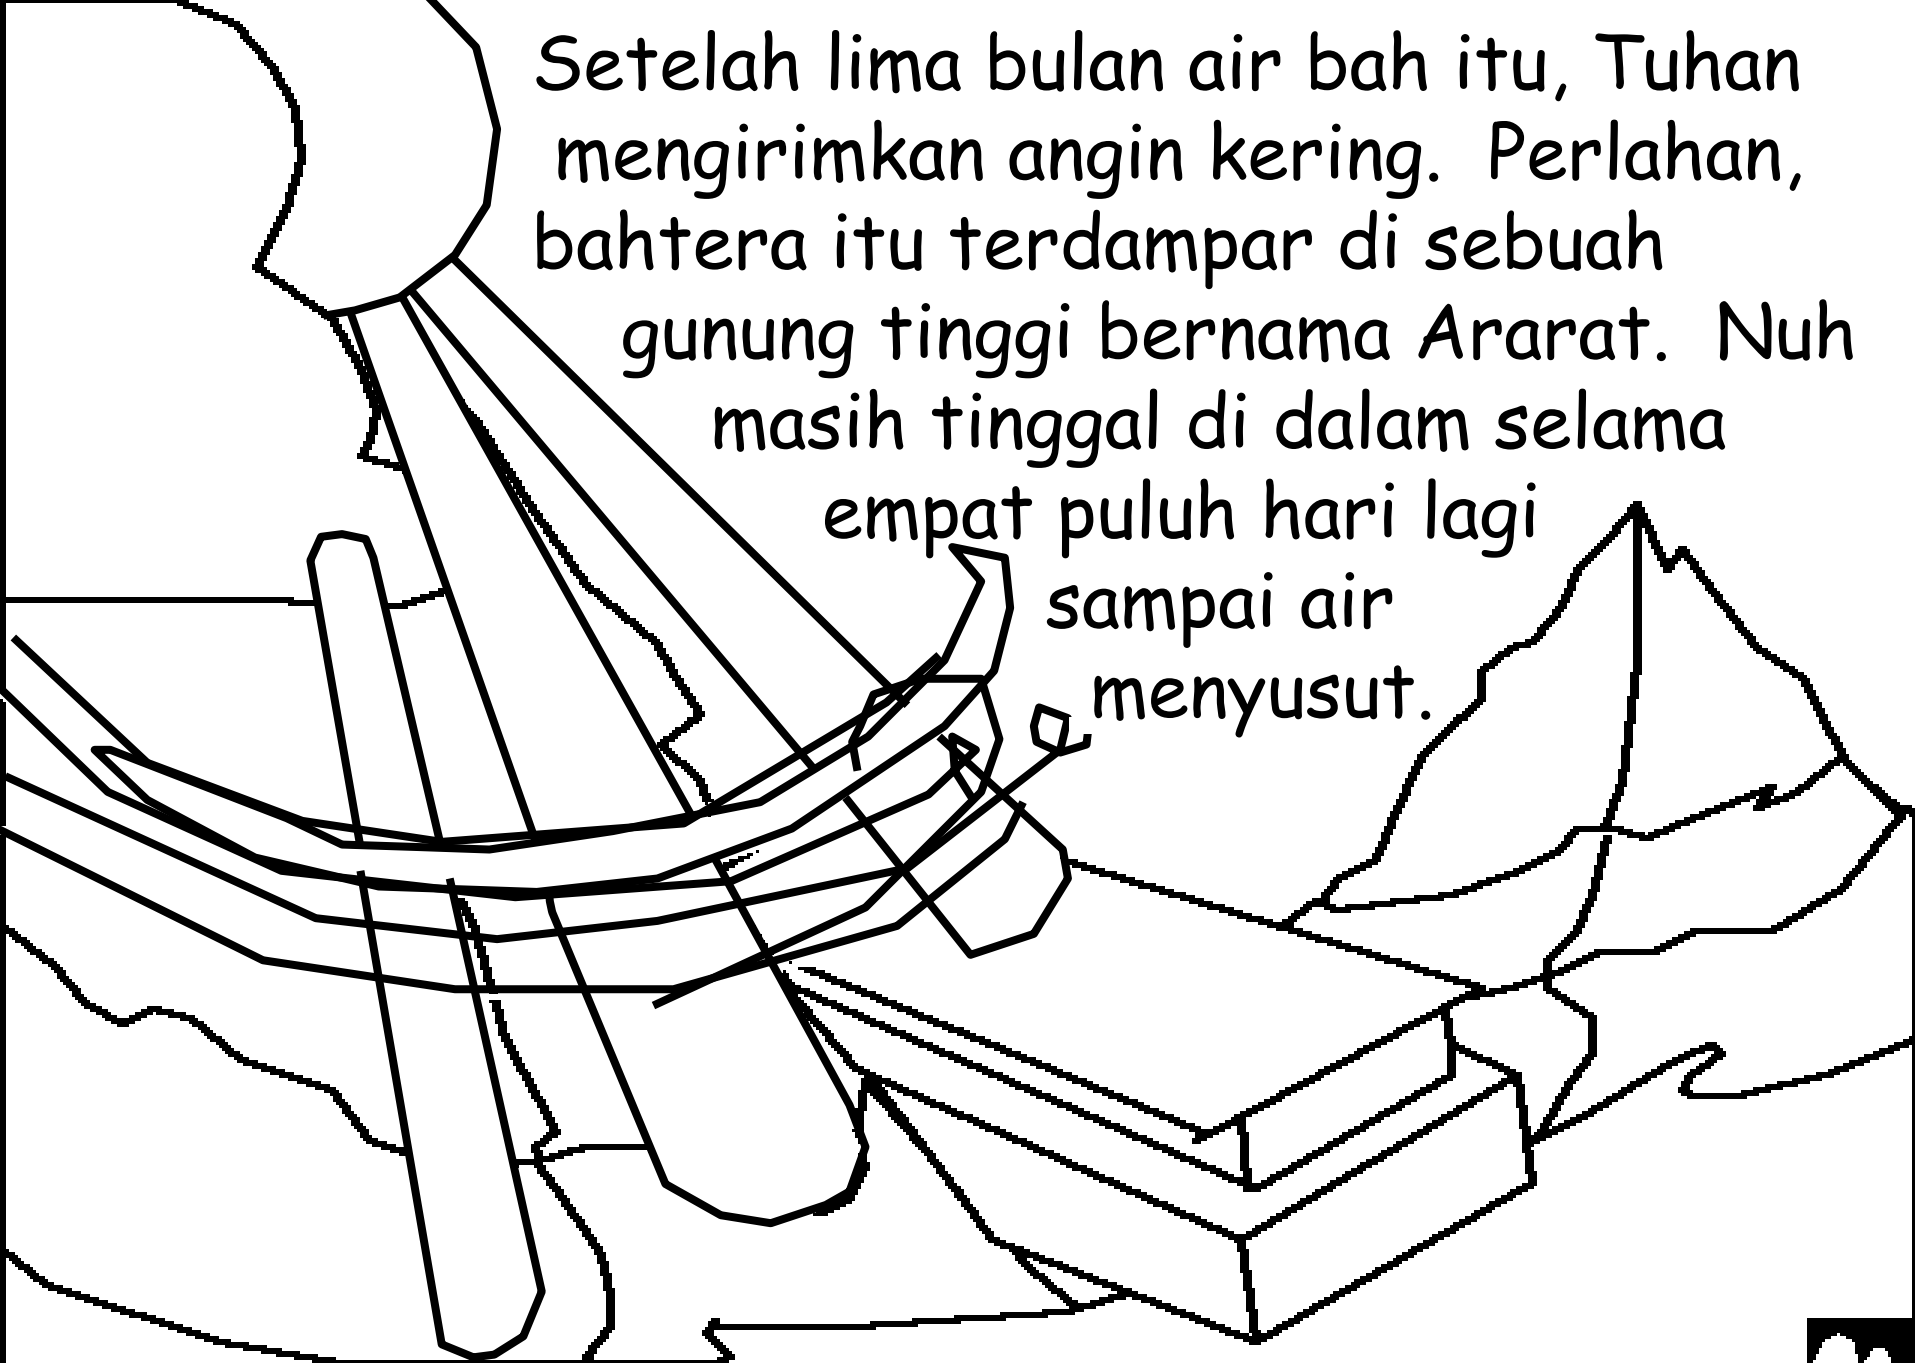 Setelah lima bulan air bah itu, Tuhan
mengirimkan angin kering. Perlahan,
bahtera itu terdampar di sebuah
gunung tinggi bernama Ararat. Nuh
masih tinggal di dalam selama
empat puluh hari lagi
sampai air
menyusut.